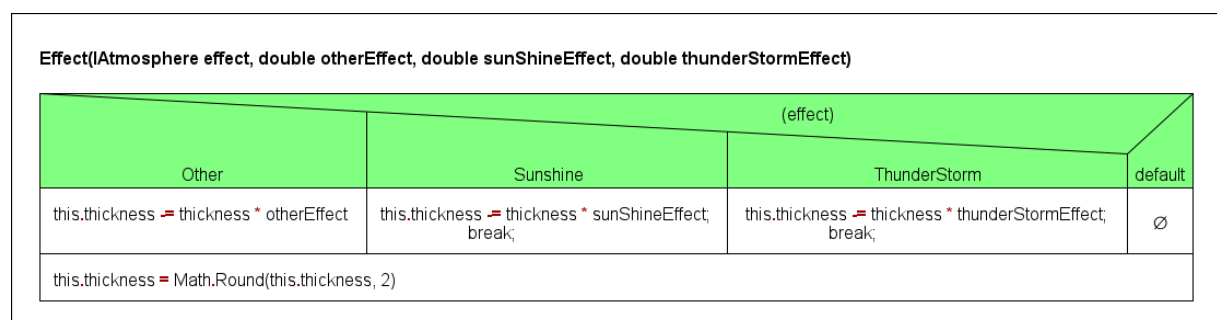 Effect(IAtmosphere effect, double otherEffect, double sunShineEffect, double thunderStormEffect)
(effect)
Other
Sunshine
ThunderStorm
default
this.thickness -= thickness * otherEffect
this.thickness -= thickness * sunShineEffect;
break;
this.thickness -= thickness * thunderStormEffect;
break;
∅
this.thickness = Math.Round(this.thickness, 2)